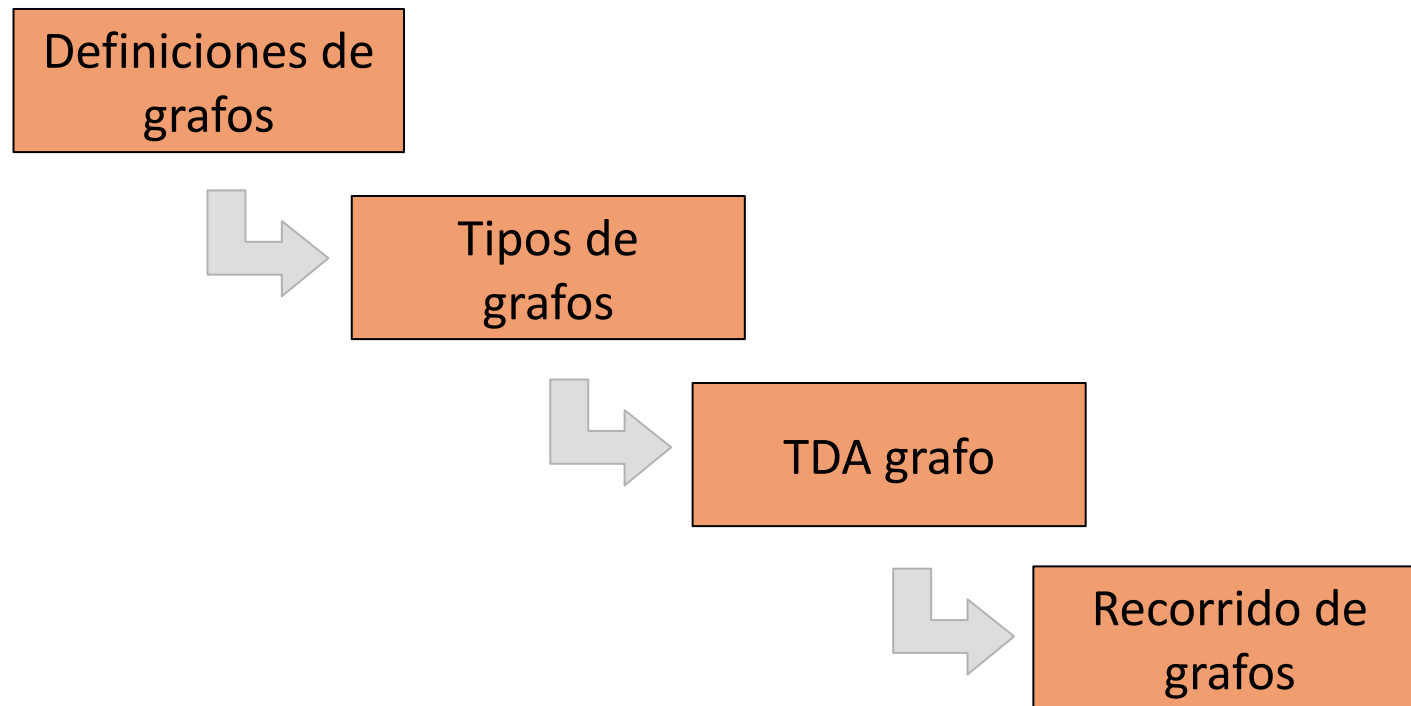 Definiciones de
grafos
Tipos de
grafos
TDA grafo
Recorrido de
grafos